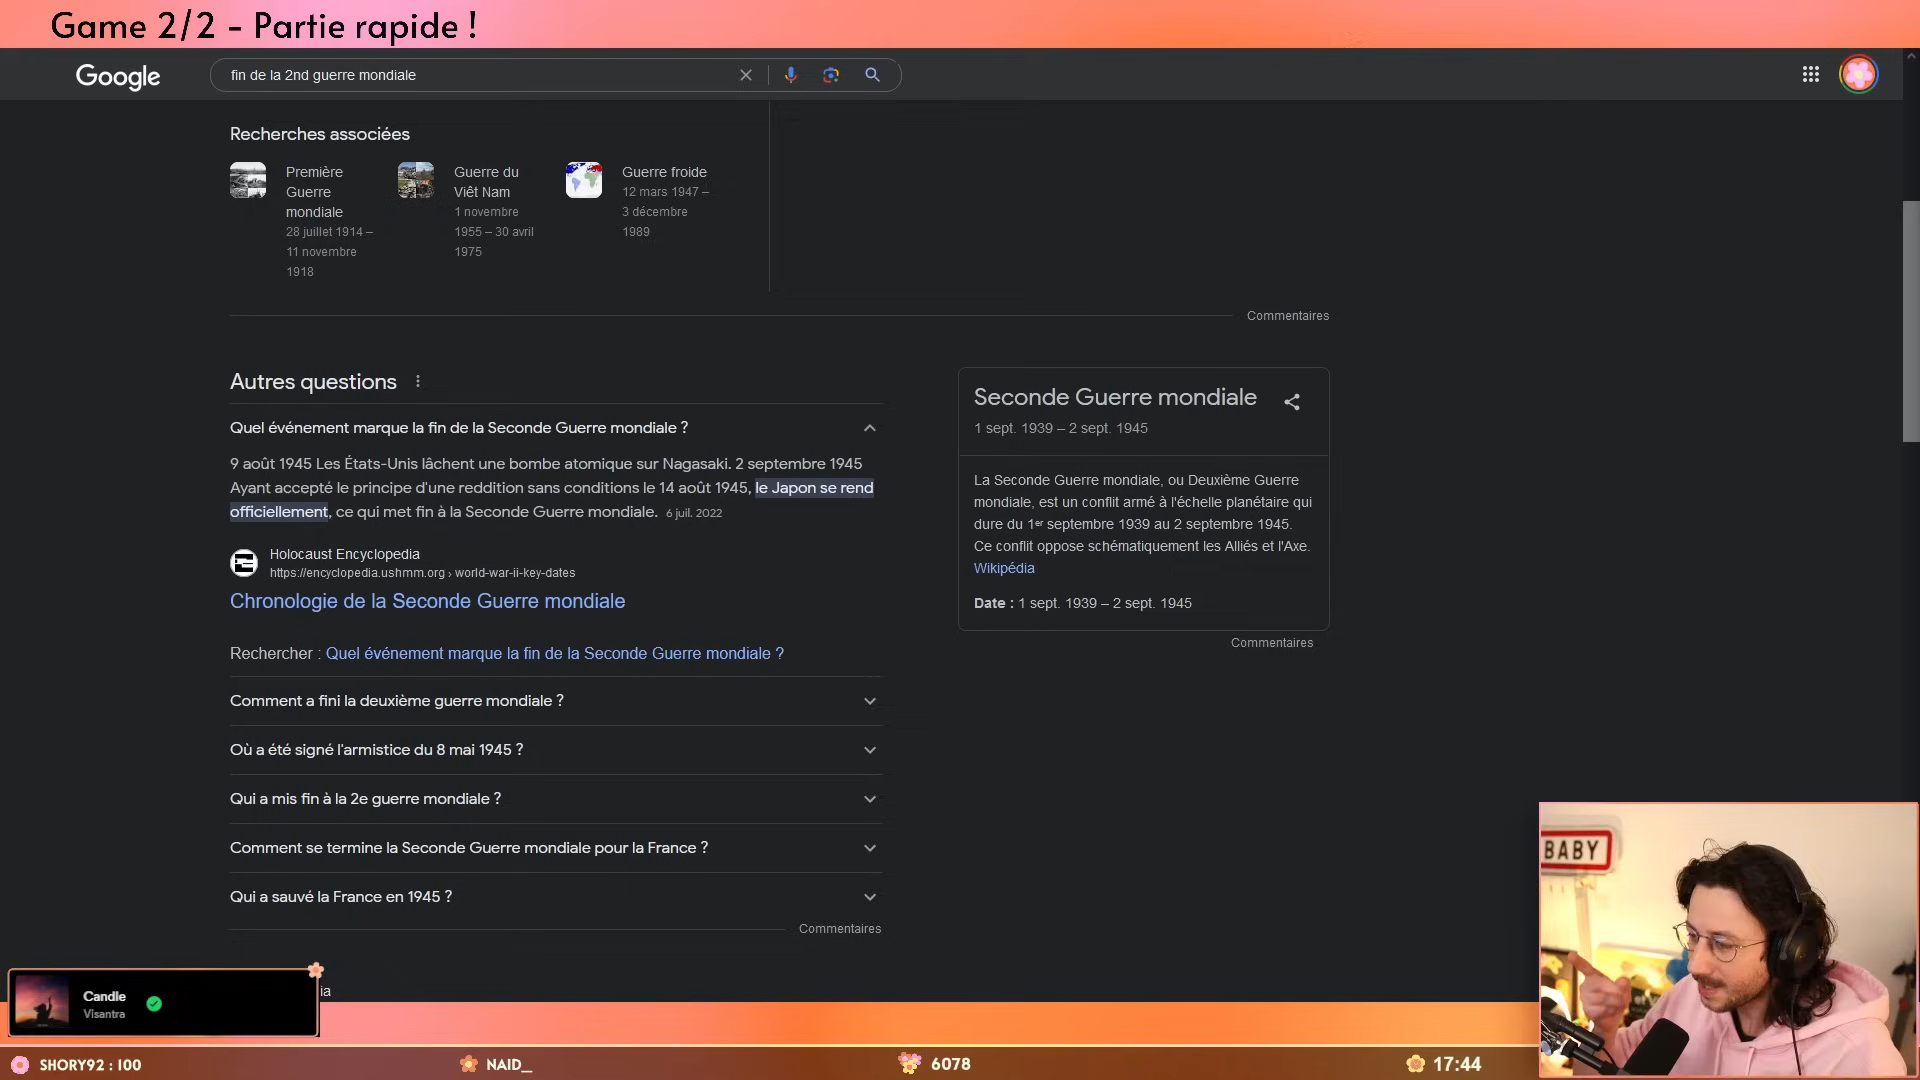 Game 2/2 - Partie rapide !
Google
fin de la 2nd guerre mondiale
Recherches associées
Première
Guerre
mondiale
28 juillet 1914 –
11 novembre
1918
Guerre du
Viêt Nam
1 novembre
1955 – 30 avril
1975
Guerre froide
12 mars 1947 –
3 décembre
1989
Commentaires
Autres questions
Quel événement marque la fin de la Seconde Guerre mondiale ?
9 août 1945 Les États-Unis lâchent une bombe atomique sur Nagasaki. 2 septembre 1945
Ayant accepté le principe d'une reddition sans conditions le 14 août 1945, le Japon se rend
officiellement, ce qui met fin à la Seconde Guerre mondiale. 6 juil. 2022
Holocaust Encyclopedia
https://encyclopedia.ushmm.org › world-war-ii-key-dates
Chronologie de la Seconde Guerre mondiale
Rechercher : Quel événement marque la fin de la Seconde Guerre mondiale ?
Comment a fini la deuxième guerre mondiale ?
Où a été signé l'armistice du 8 mai 1945 ?
Qui a mis fin à la 2e guerre mondiale ?
Comment se termine la Seconde Guerre mondiale pour la France ?
Qui a sauvé la France en 1945 ?
Commentaires
Seconde Guerre mondiale
1 sept. 1939 – 2 sept. 1945
La Seconde Guerre mondiale, ou Deuxième Guerre
mondiale, est un conflit armé à l'échelle planétaire qui
dure du 1er septembre 1939 au 2 septembre 1945.
Ce conflit oppose schématiquement les Alliés et l'Axe.
Wikipédia
Date : 1 sept. 1939 – 2 sept. 1945
Commentaires
BABY
ia
Candle
Visantra
SHORY92 : 100
NAID_
6078
17:44